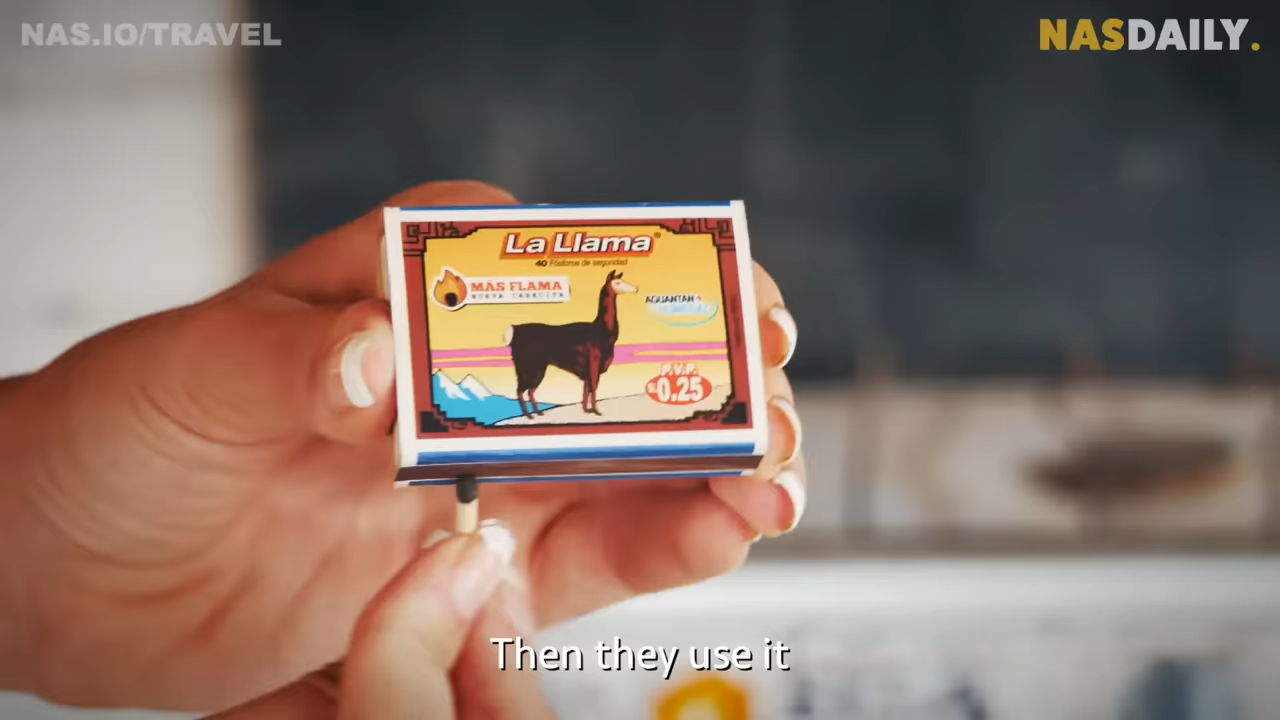 NAS.IO/TRAVEL
NASDAILY.
La Llama®
40 Fósforos de seguridad
MÁS FLAMA
NUEVA CABECITA
AGUANTAN +
P.V.P.
S/. 0.25
Then they use it